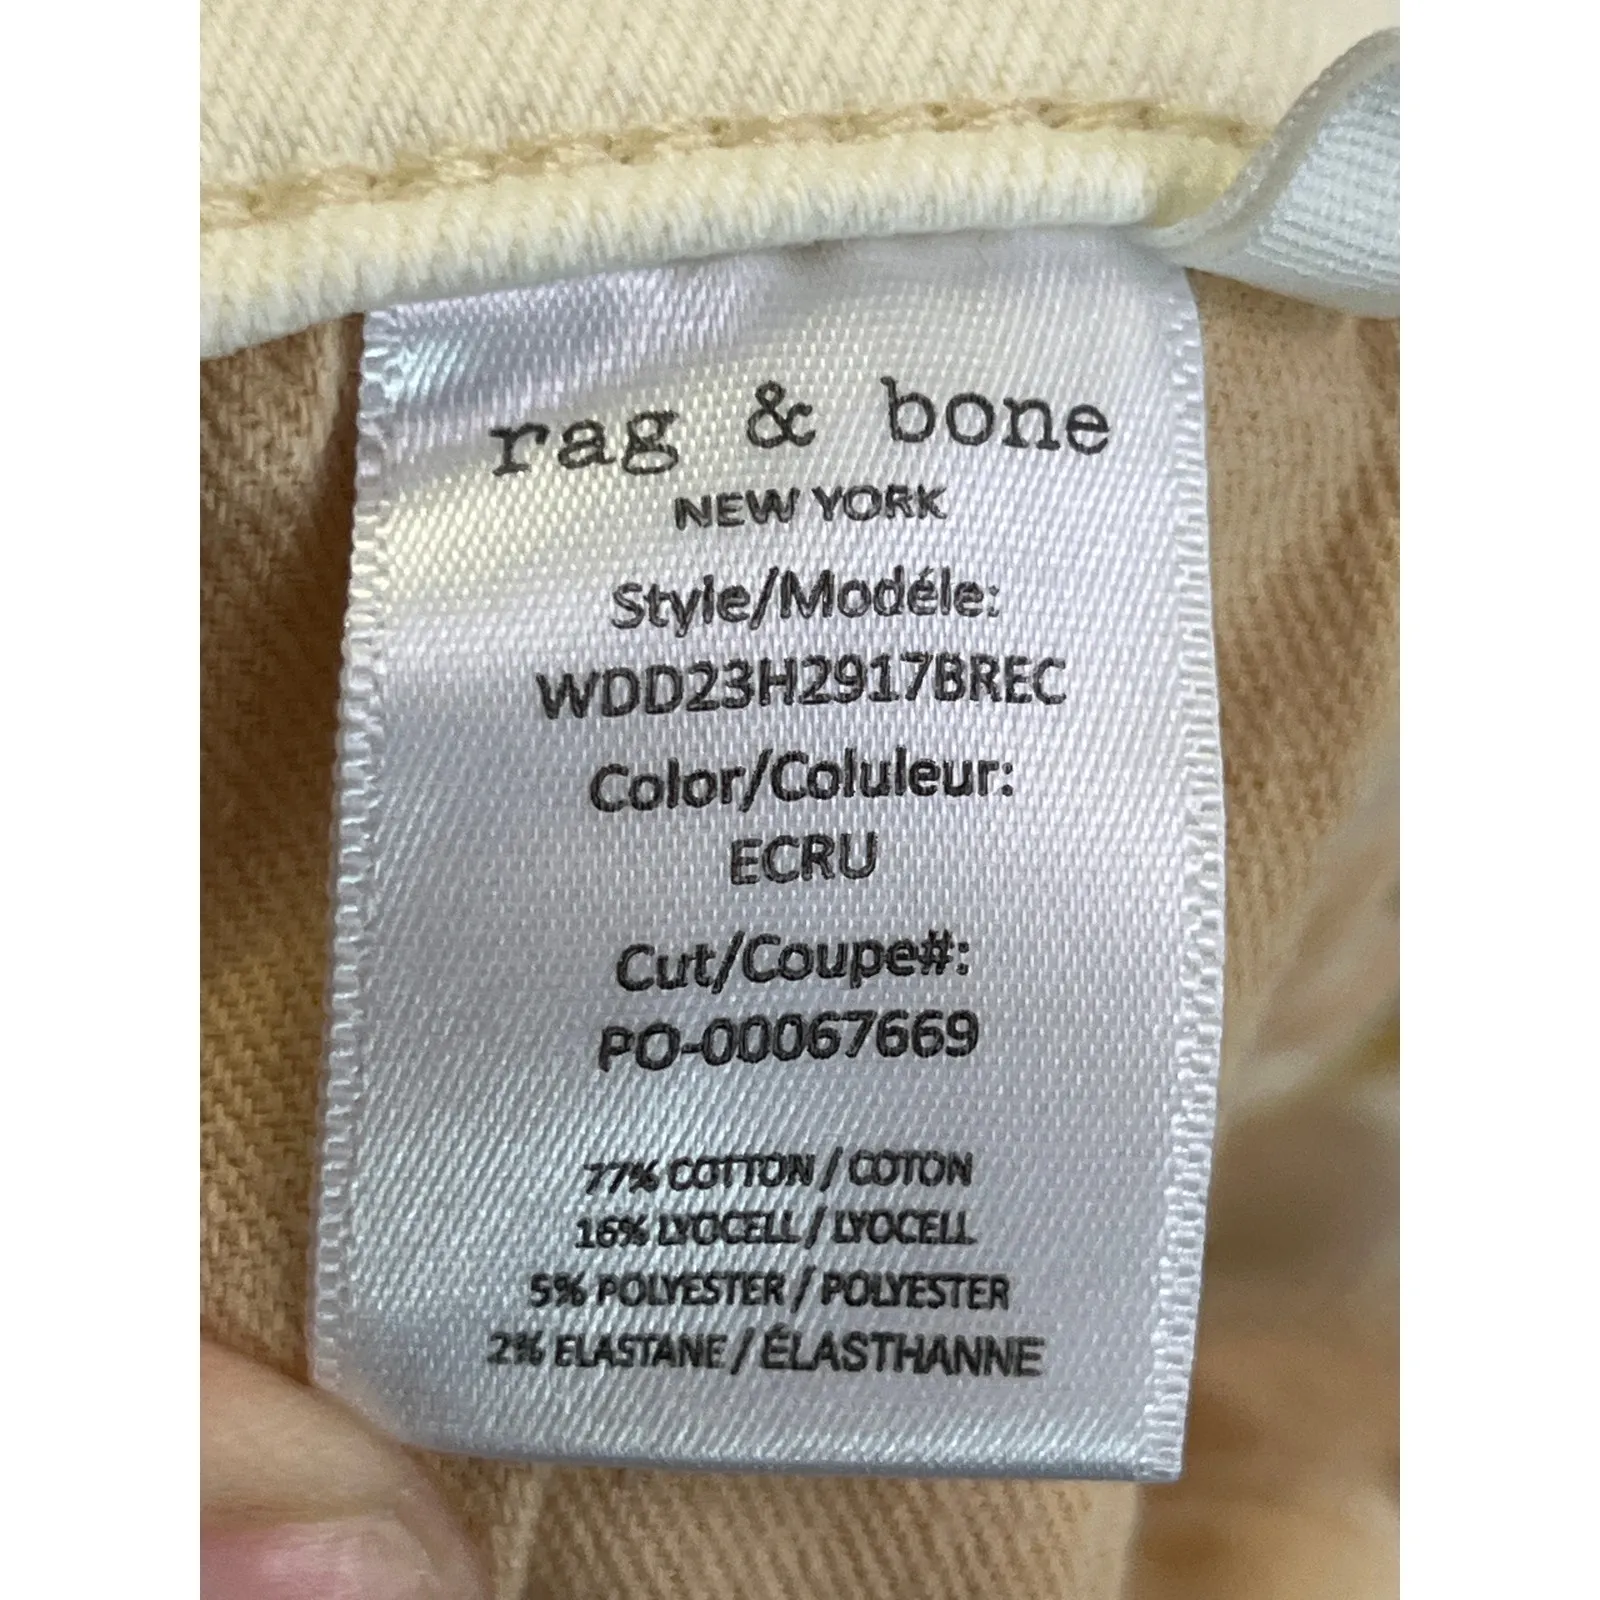 rag & bone
NEW YORK
Style/Modéle:
WDD23H2917BREC
Color/Coluleur:
ECRU
Cut/Coupe#:
PO-00067669
77% COTTON / COTON
16% LYOCELL / LYOCELL
5% POLYESTER / POLYESTER
2% ELASTANE / ÉLASTHANNE